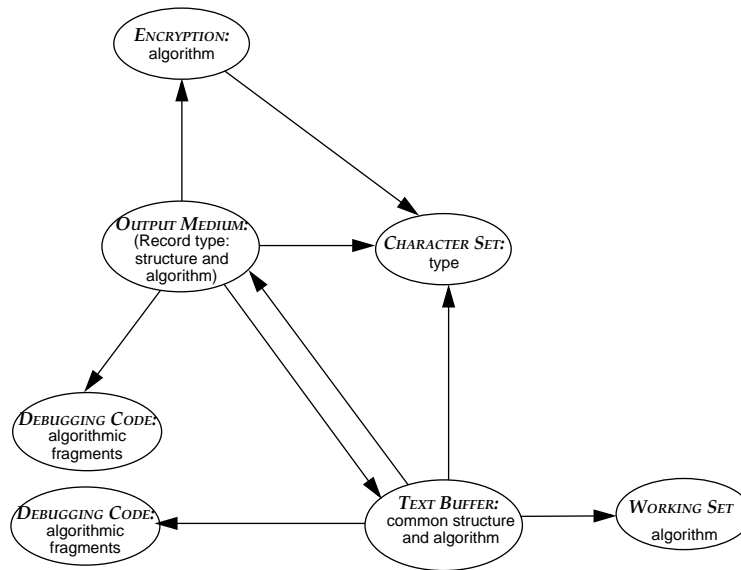 ENCRYPTION:
algorithm
OUTPUT MEDIUM:
(Record type:
structure and
algorithm)
CHARACTER SET:
type
DEBUGGING CODE:
algorithmic
fragments
DEBUGGING CODE:
algorithmic
fragments
TEXT BUFFER:
common structure
and algorithm
WORKING SET
algorithm